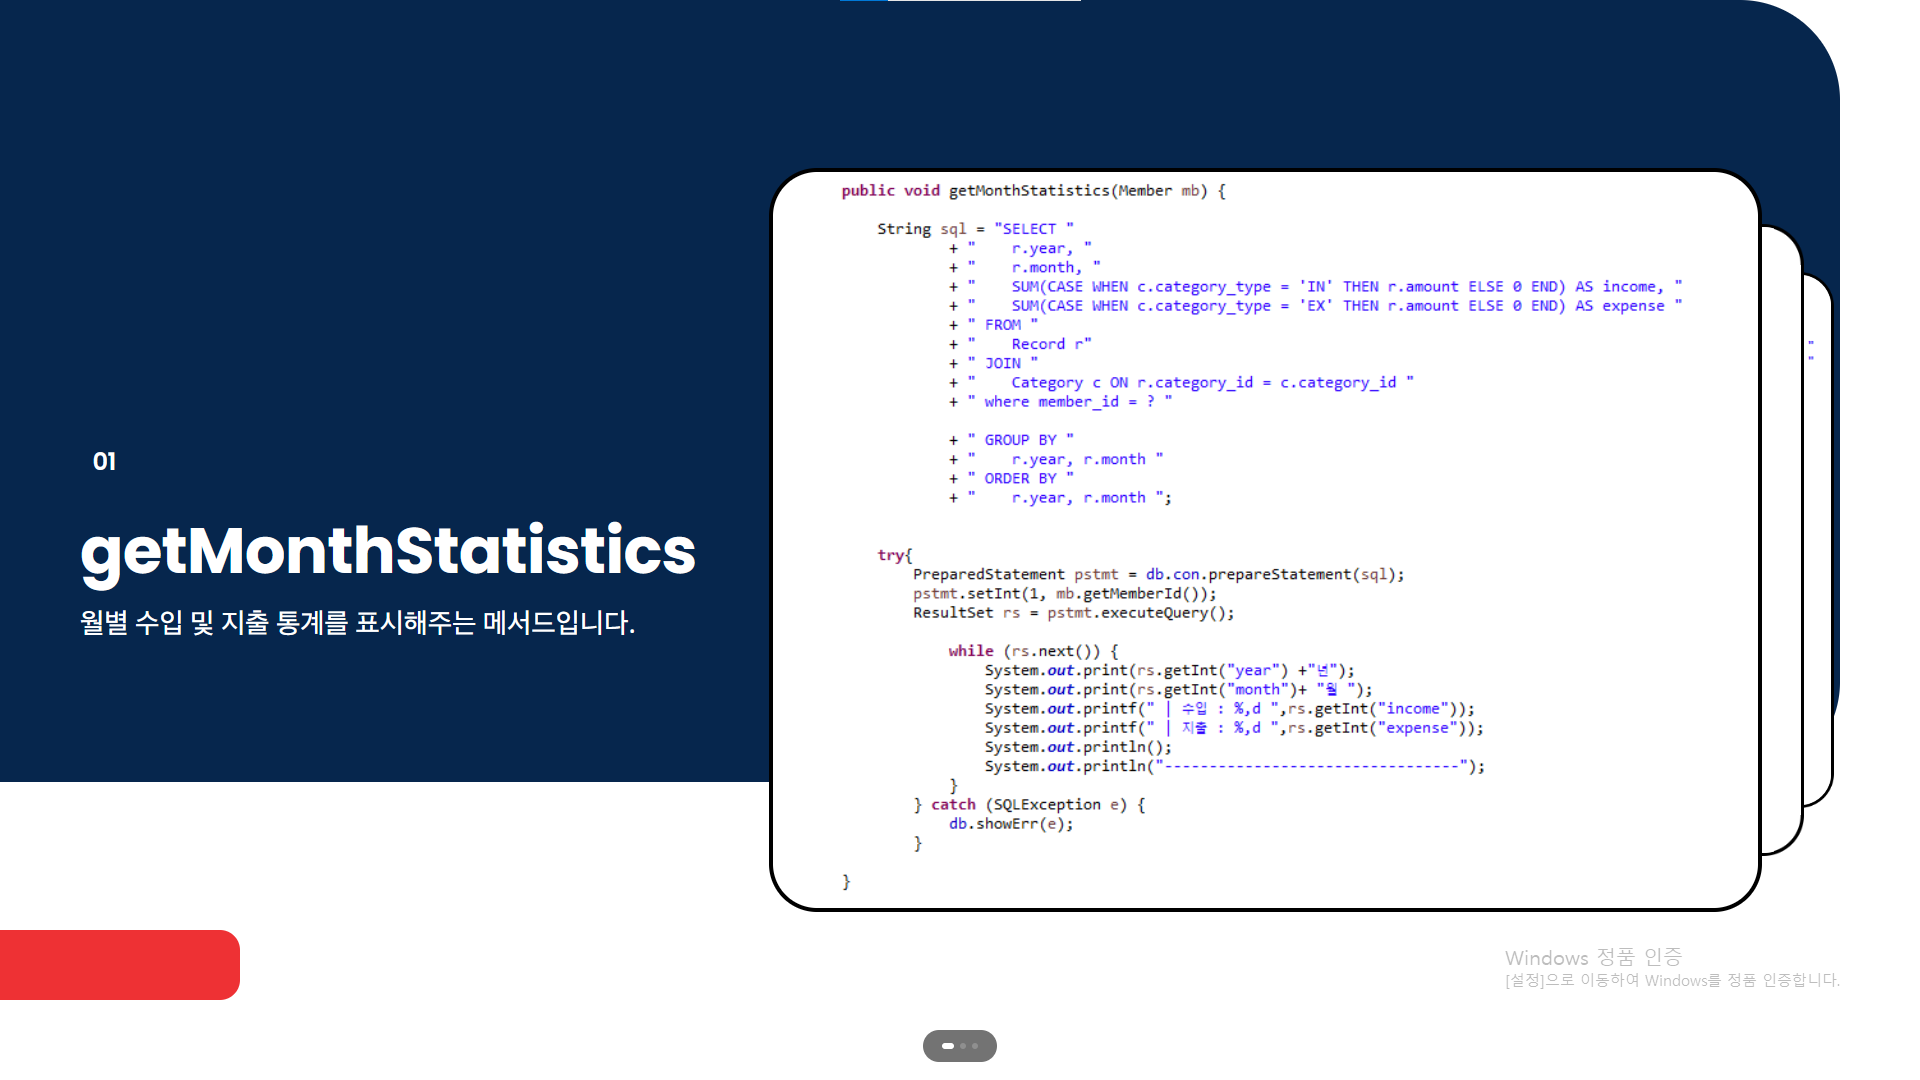 01
getMonthStatistics
월별 수입 및 지출 통계를 표시해주는 메서드입니다.
public void getMonthStatistics(Member mb) {
String sql = "SELECT "
+ "    r.year, "
+ "    r.month, "
+ "    SUM(CASE WHEN c.category_type = 'IN' THEN r.amount ELSE 0 END) AS income, "
+ "    SUM(CASE WHEN c.category_type = 'EX' THEN r.amount ELSE 0 END) AS expense "
+ " FROM "
+ "    Record r"
+ " JOIN "
+ "    Category c ON r.category_id = c.category_id "
+ " where member_id = ? "
+ " GROUP BY "
+ "    r.year, r.month "
+ " ORDER BY "
+ "    r.year, r.month ";
try{
PreparedStatement pstmt = db.con.prepareStatement(sql);
pstmt.setInt(1, mb.getMemberId());
ResultSet rs = pstmt.executeQuery();
while (rs.next()) {
System.out.print(rs.getInt("year") +"년");
System.out.print(rs.getInt("month")+ "월 ");
System.out.printf(" | 수입 : %,d ",rs.getInt("income"));
System.out.printf(" | 지출 : %,d ",rs.getInt("expense"));
System.out.println();
System.out.println("---------------------------------");
}
} catch (SQLException e) {
db.showErr(e);
}
}
"
"
Windows 정품 인증
[설정]으로 이동하여 Windows를 정품 인증합니다.